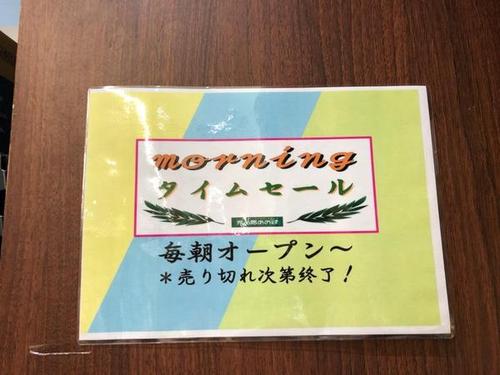 morning
タイムセール
毎朝オープン〜
＊売り切れ次第終了！